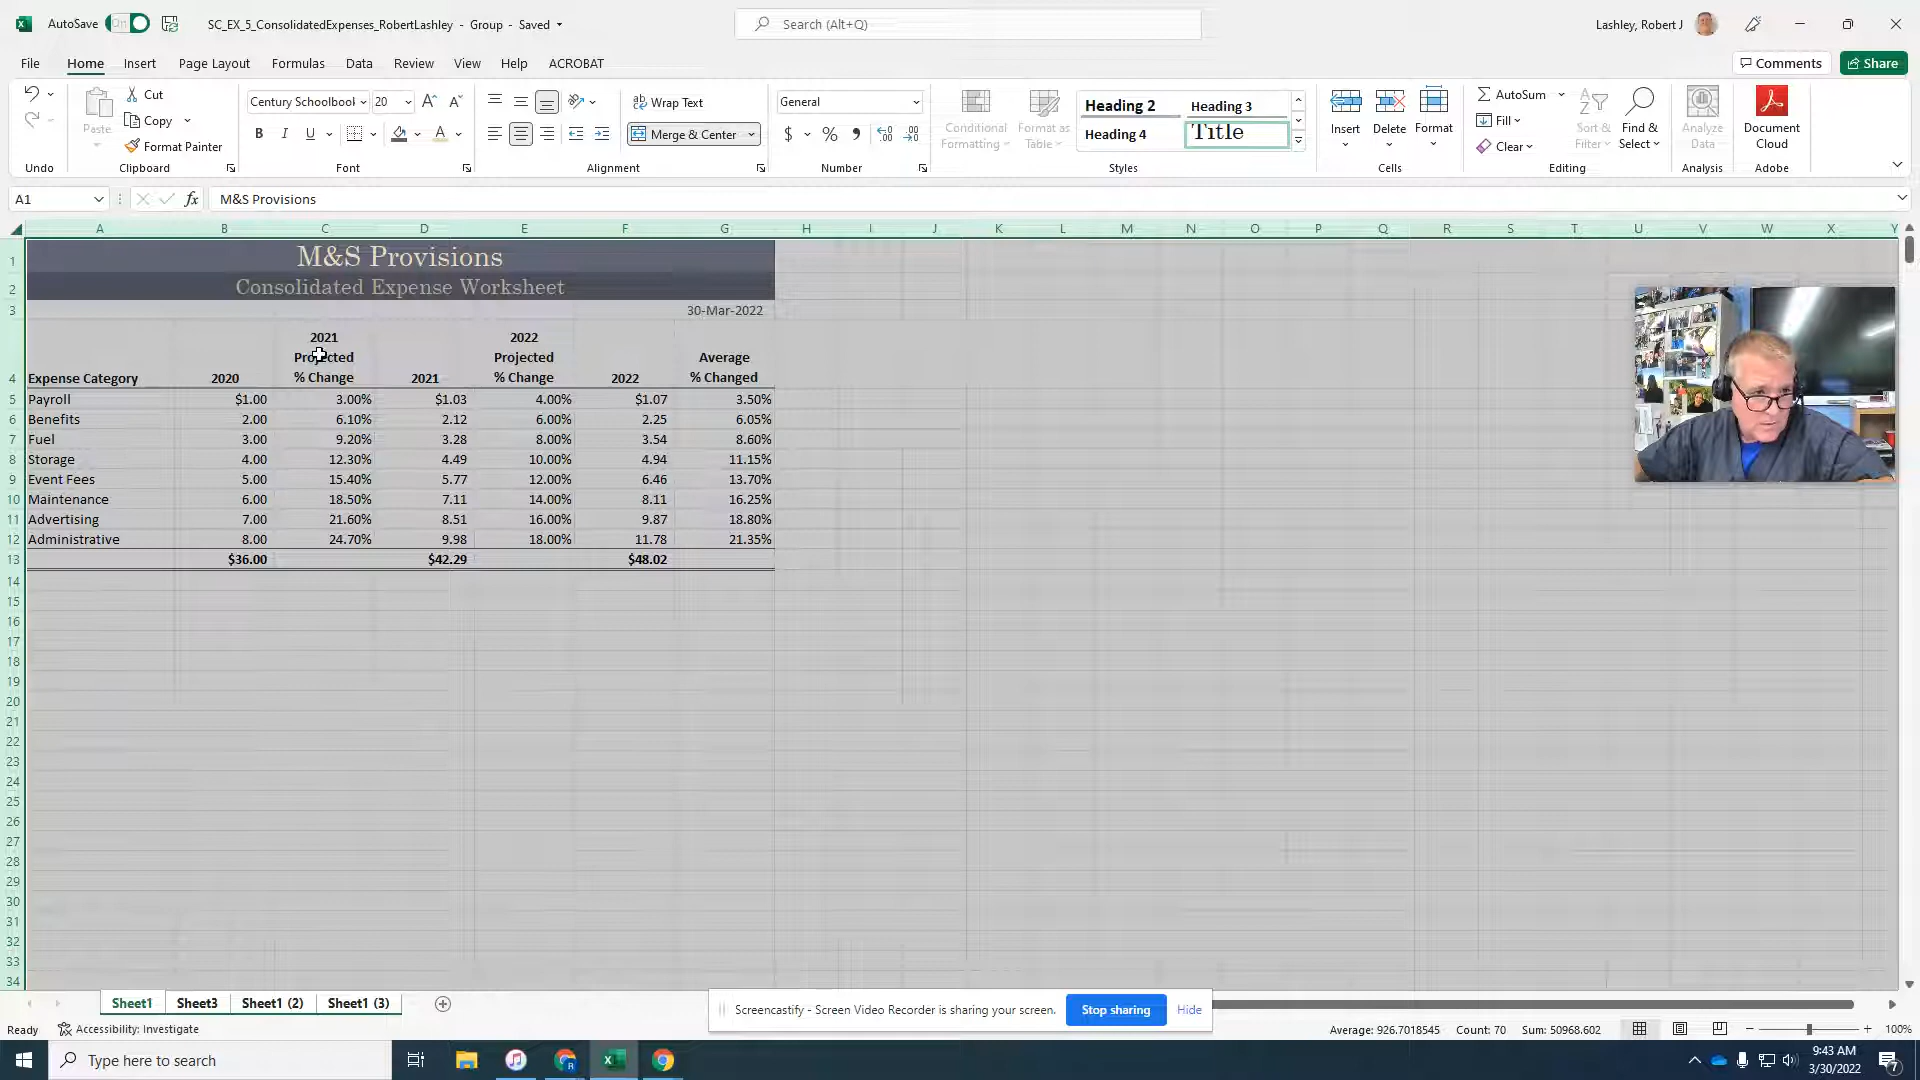 AutoSave On SC_EX_5_ConsolidatedExpenses_RobertLashley - Group - Saved Search (Alt+Q) Lashley, Robert J
File Home Insert Page Layout Formulas Data Review View Help ACROBAT Comments Share
Cut
Copy
Format Painter
Paste
Century Schoolbook 20
B I U A
Wrap Text
Merge & Center
General
$ % 9
Conditional Formatting
Format as Table
Heading 2 Heading 3
Heading 4 Title
Insert Delete Format
AutoSum
Fill
Clear
Sort & Filter
Find & Select
Analyze Data
Document Cloud
Undo Clipboard Font Alignment Number Styles Cells Editing Analysis Adobe
A1 fx M&S Provisions
A B C D E F G H I J K L M N O P Q R S T U V W X Y
1 M&S Provisions
2 Consolidated Expense Worksheet
3 30-Mar-2022
2021 2022
Projected Projected Average
4 Expense Category 2020 % Change 2021 % Change 2022 % Changed
5 Payroll $1.00 3.00% $1.03 4.00% $1.07 3.50%
6 Benefits 2.00 6.10% 2.12 6.00% 2.25 6.05%
7 Fuel 3.00 9.20% 3.28 8.00% 3.54 8.60%
8 Storage 4.00 12.30% 4.49 10.00% 4.94 11.15%
9 Event Fees 5.00 15.40% 5.77 12.00% 6.46 13.70%
10 Maintenance 6.00 18.50% 7.11 14.00% 8.11 16.25%
11 Advertising 7.00 21.60% 8.51 16.00% 9.87 18.80%
12 Administrative 8.00 24.70% 9.98 18.00% 11.78 21.35%
13 $36.00 $42.29 $48.02
14
15
16
17
18
19
20
21
22
23
24
25
26
27
28
29
30
31
32
33
34
Sheet1 Sheet3 Sheet1 (2) Sheet1 (3)
Screencastify - Screen Video Recorder is sharing your screen. Stop sharing Hide
Ready Accessibility: Investigate Average: 926.7018545 Count: 70 Sum: 50968.602 100%
Type here to search
9:43 AM
3/30/2022
7